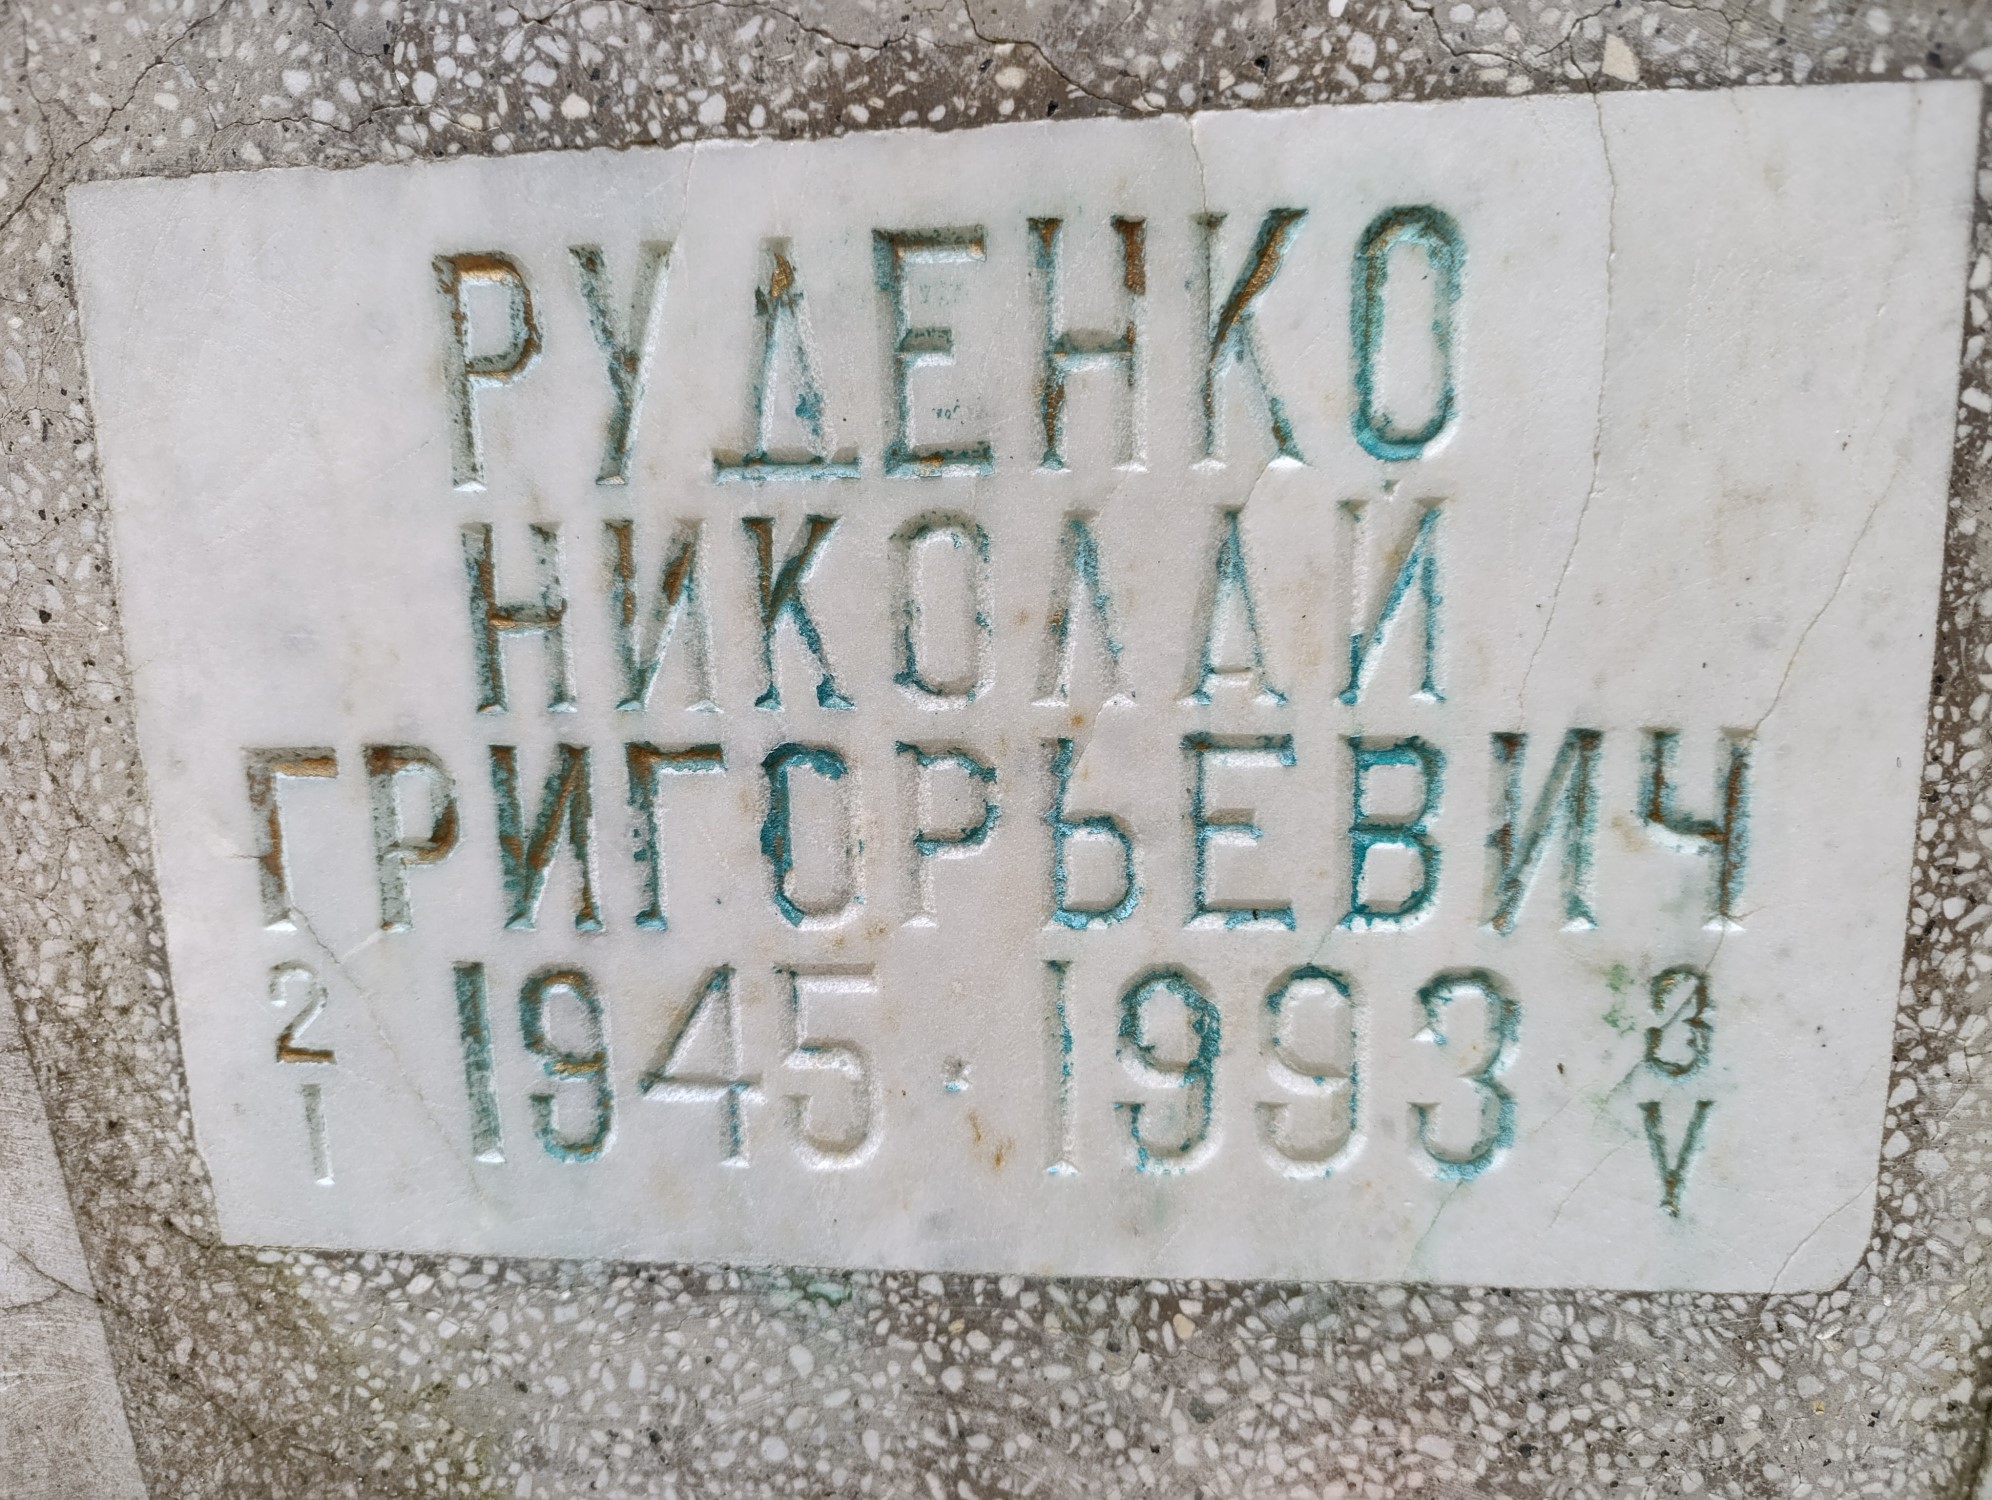 РУДЕНКО
НИКОЛАЙ
ГРИГОРЬЕВИЧ
2 1945 · 1993 3
I V